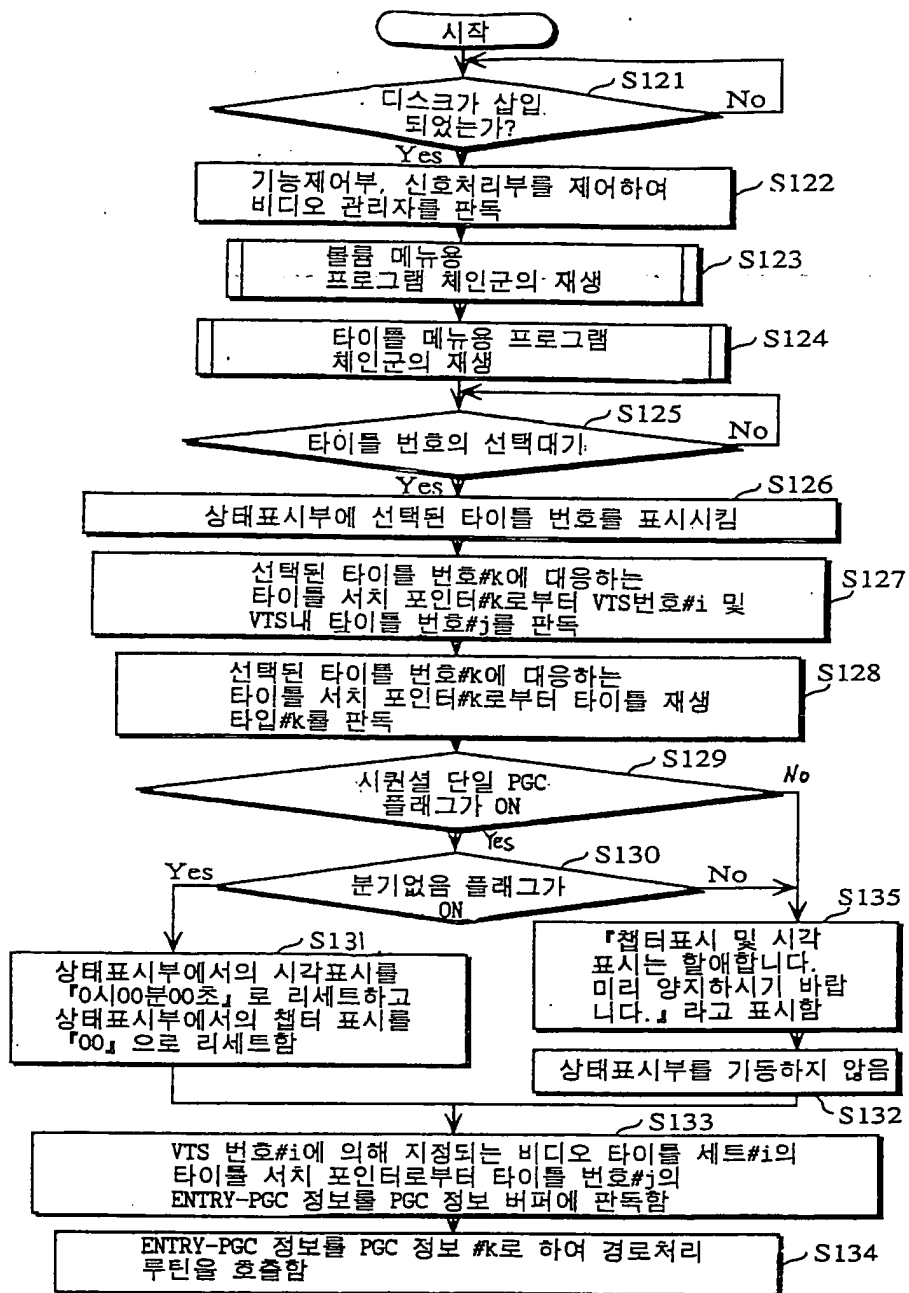 시작
S121
디스크가 삽입
되었는가?
No
Yes
기능제어부, 신호처리부를 제어하여
비디오 관리자를 판독
S122
볼륨 메뉴용
프로그램 체인군의 재생
S123
타이틀 메뉴용 프로그램
체인군의 재생
S124
S125
타이틀 번호의 선택대기
No
Yes
S126
상태표시부에 선택된 타이틀 번호를 표시시킴
선택된 타이틀 번호#k에 대응하는
타이틀 서치 포인터#k로부터 VTS번호#i 및
VTS내 타이틀 번호#j를 판독
S127
선택된 타이틀 번호#k에 대응하는
타이틀 서치 포인터#k로부터 타이틀 재생
타입#k를 판독
S128
S129
시퀀셜 단일 PGC
플래그가 ON
No
Yes
S130
Yes
분기없음 플래그가
ON
No
S131
상태표시부에서의 시각표시를
『0시00분00초』로 리세트하고
상태표시부에서의 챕터 표시를
『00』으로 리세트함
S135
『챕터표시 및 시각
표시는 할애합니다.
미리 양지하시기 바랍
니다.』라고 표시함
상태표시부를 기동하지 않음
S132
S133
VTS 번호#i에 의해 지정되는 비디오 타이틀 세트#i의
타이틀 서치 포인터로부터 타이틀 번호#j의
ENTRY-PGC 정보를 PGC 정보 버퍼에 판독함
ENTRY-PGC 정보를 PGC 정보 #k로 하여 경로처리
루틴을 호출함
S134